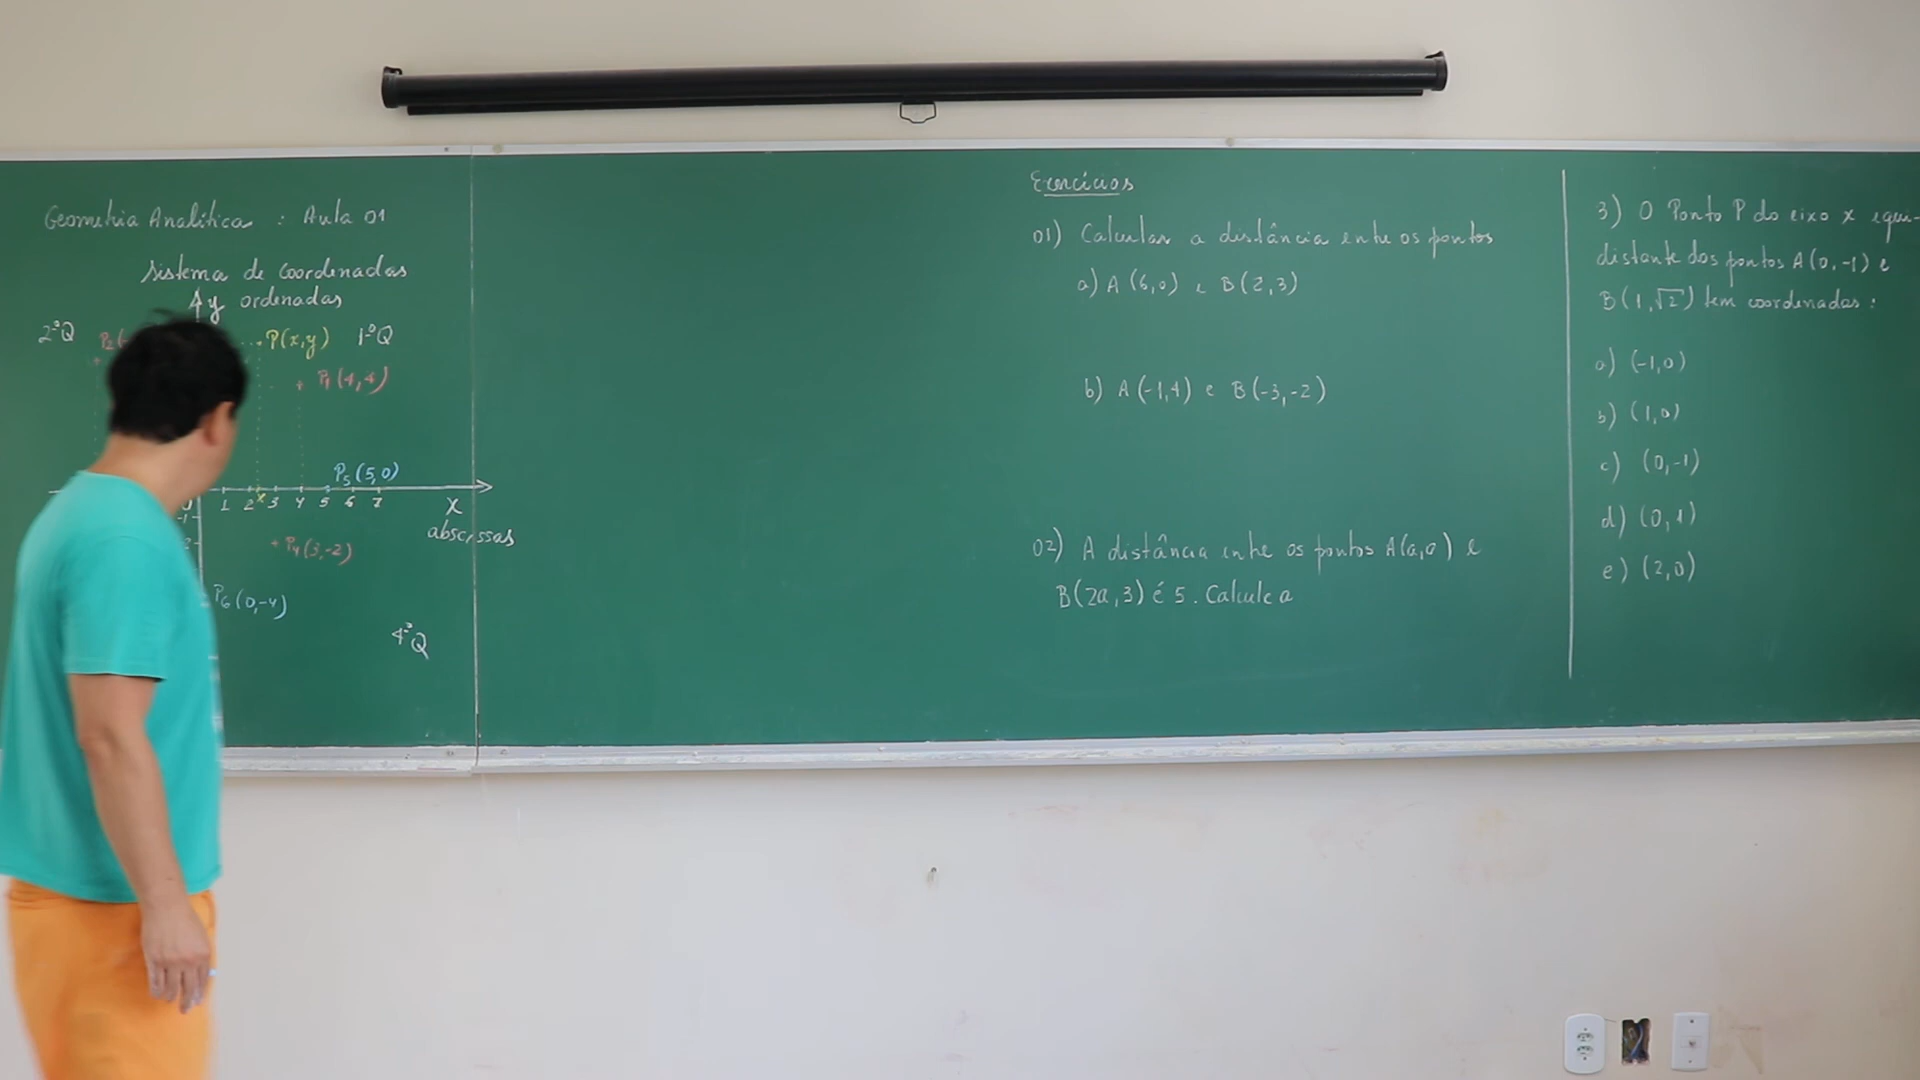 Geometria Analítica : Aula 01
Sistema de Coordenadas
y ordenadas
2ºQ
P2(-
P(x,y) 1ºQ
P1(4,4)
P5(5,0)
1 2 x 3 4 5 6 7
x
abscissas
-1
P4(3,-2)
P6(0,-4)
4ºQ
Exercícios
01) Calcular a distância entre os pontos
a) A(6,0) e B(2,3)
b) A(-1,4) e B(-3,-2)
02) A distância entre os pontos A(a,0) e
B(2a,3) é 5. Calcule a
3) O Ponto P do eixo x equi-
distante dos pontos A(0,-1) e
B(1,√2) tem coordenadas:
a) (-1,0)
b) (1,0)
c) (0,-1)
d) (0,1)
e) (2,0)